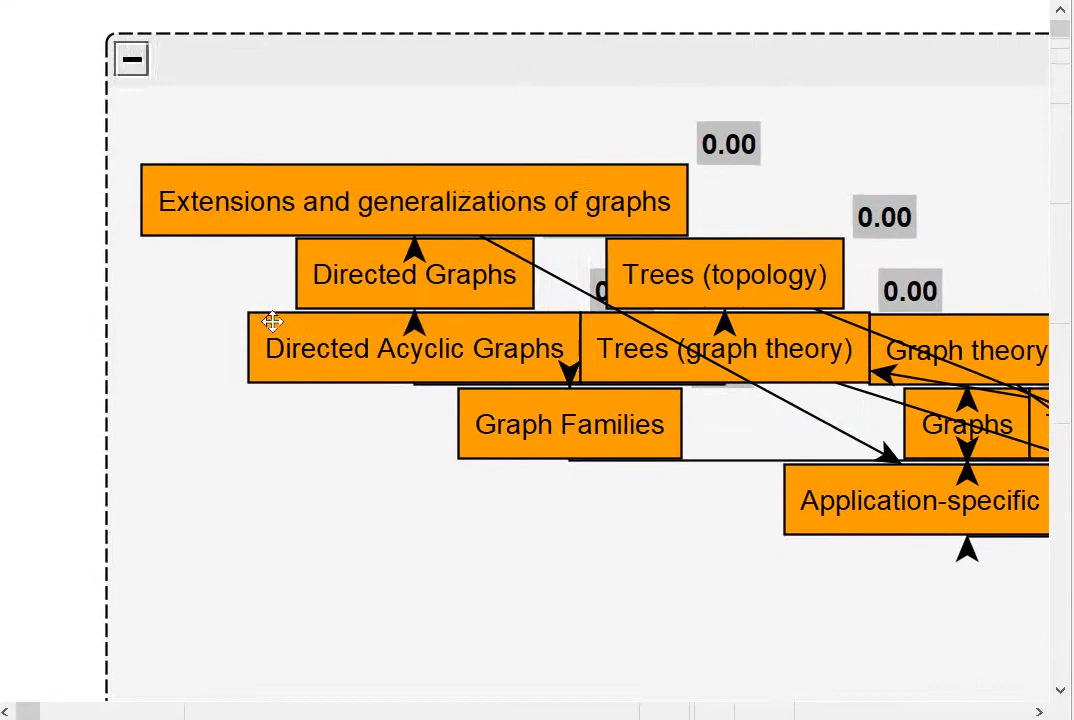 0.00
Extensions and generalizations of graphs
0.00
Directed Graphs
Trees (topology)
0.00
Directed Acyclic Graphs
Trees (graph theory)
Graph theory
Graph Families
Graphs
Application-specific